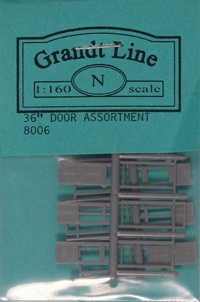 Grandt Line
N
1:160 scale
36" DOOR ASSORTMENT
8006